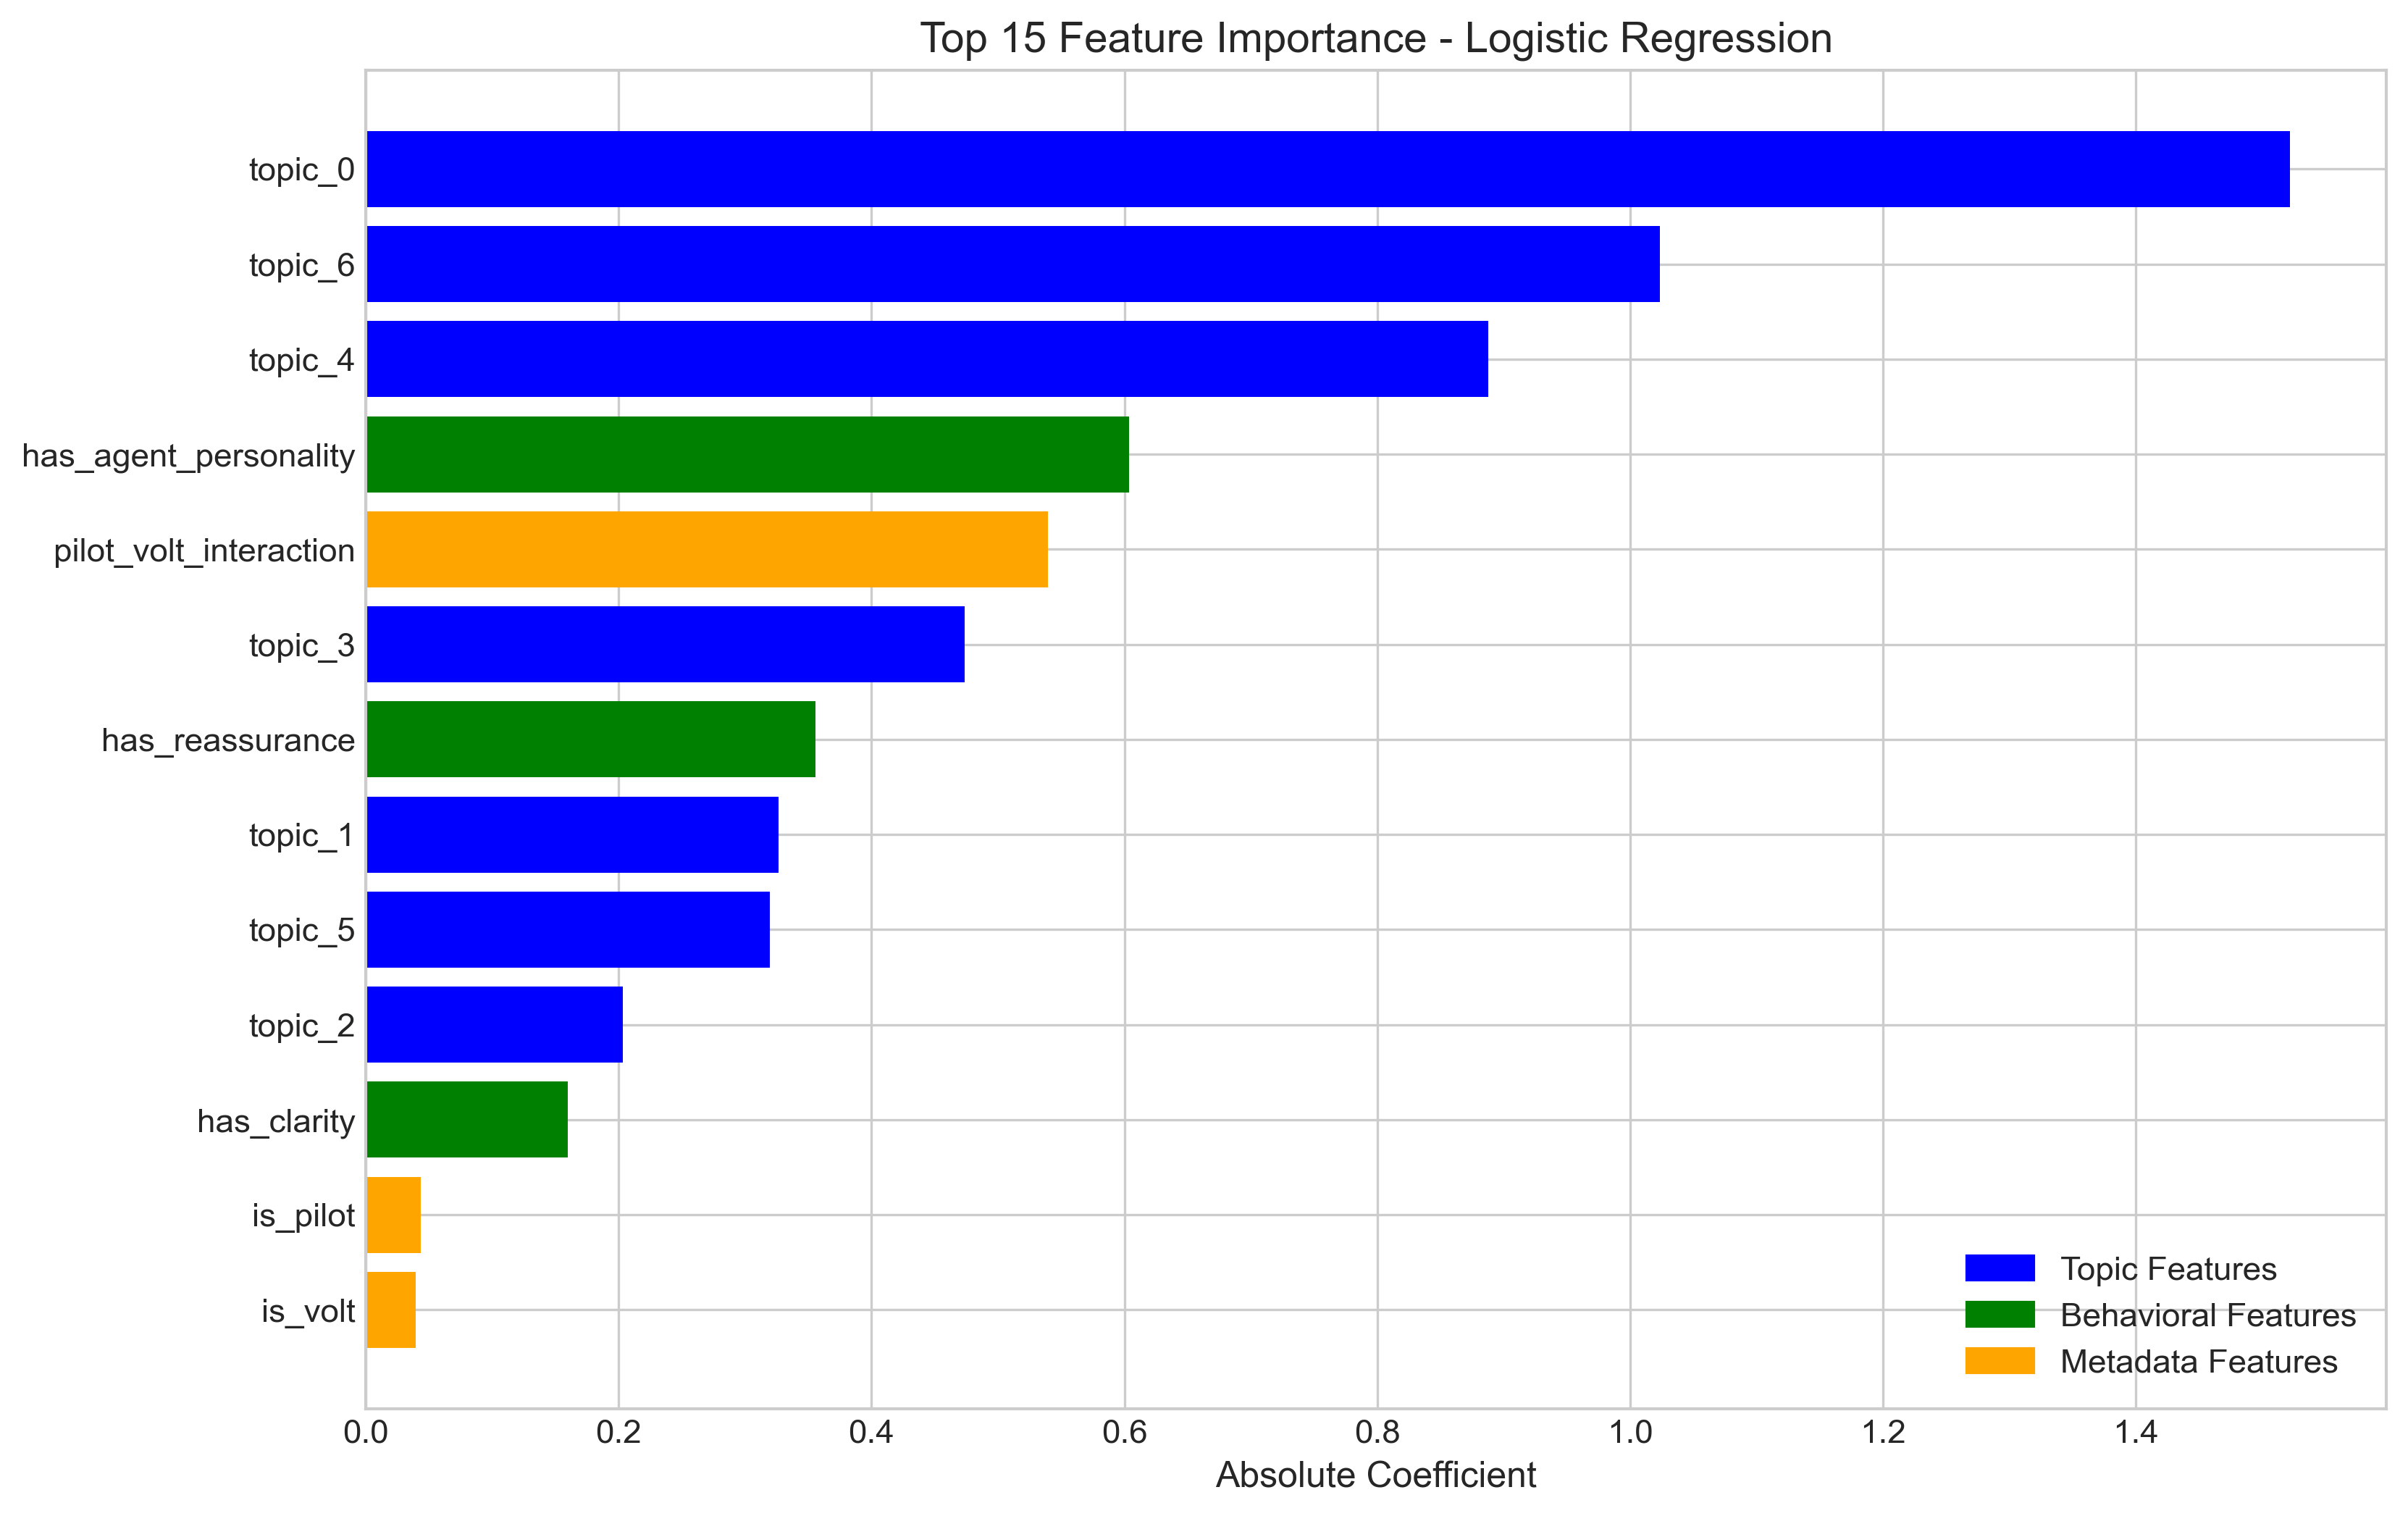 Top 15 Feature Importance - Logistic Regression
topic_0
topic_6
topic_4
has_agent_personality
pilot_volt_interaction
topic_3
has_reassurance
topic_1
topic_5
topic_2
has_clarity
is_pilot
is_volt
Topic Features
Behavioral Features
Metadata Features
0.0 0.2 0.4 0.6 0.8 1.0 1.2 1.4
Absolute Coefficient